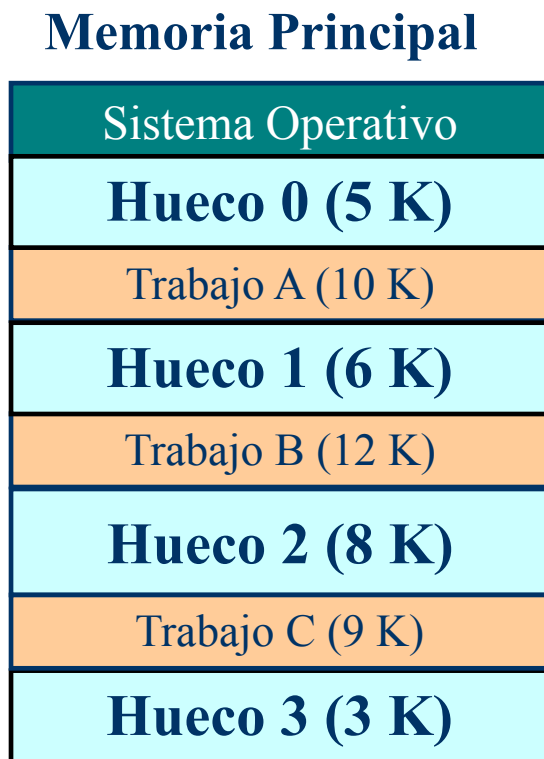 Memoria Principal
Sistema Operativo
Hueco 0 (5 K)
Trabajo A (10 K)
Hueco 1 (6 K)
Trabajo B (12 K)
Hueco 2 (8 K)
Trabajo C (9 K)
Hueco 3 (3 K)